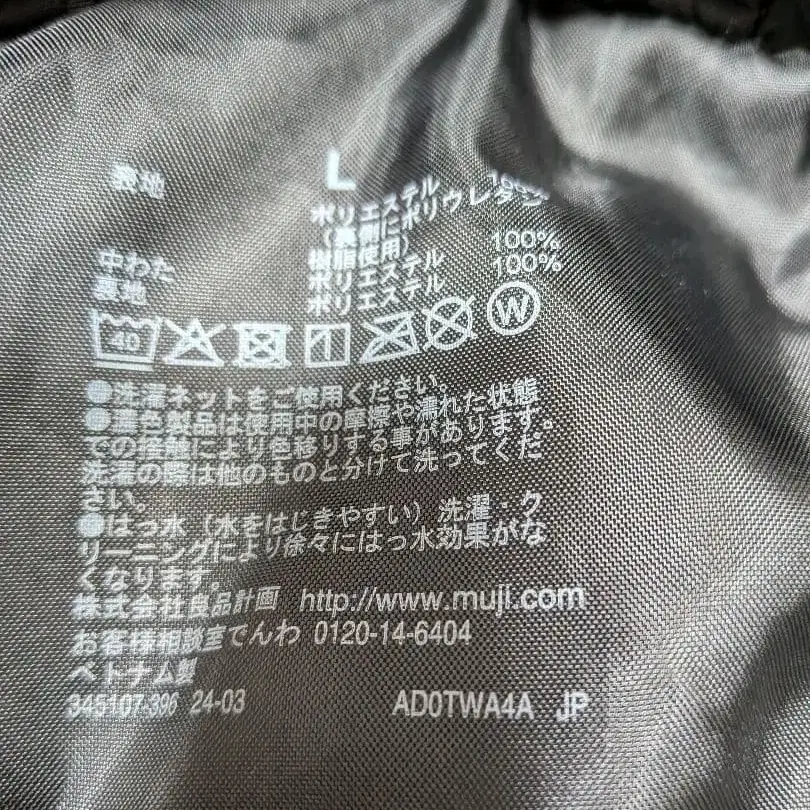 L
表地 ポリエステル 100%
(裏側にポリウレタン
樹脂使用)
中わた ポリエステル 100%
裏地 ポリエステル 100%
40 W
●洗濯ネットをご使用ください。
●濃色製品は使用中の摩擦や濡れた状態
での接触により色移りする事があります。
洗濯の際は他のものと分けて洗ってくだ
さい。
●はっ水(水をはじきやすい)洗濯・ク
リーニングにより徐々にはっ水効果がな
くなります。
株式会社良品計画 http://www.muji.com
お客様相談室でんわ 0120-14-6404
ベトナム製
345107-396 24-03 AD0TWA4A JP